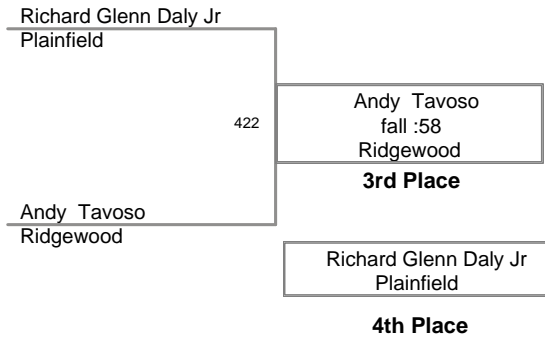 Richard Glenn Daly Jr
Plainfield
422
Andy Tavoso
fall :58
Ridgewood
3rd Place
Andy Tavoso
Ridgewood
Richard Glenn Daly Jr
Plainfield
4th Place